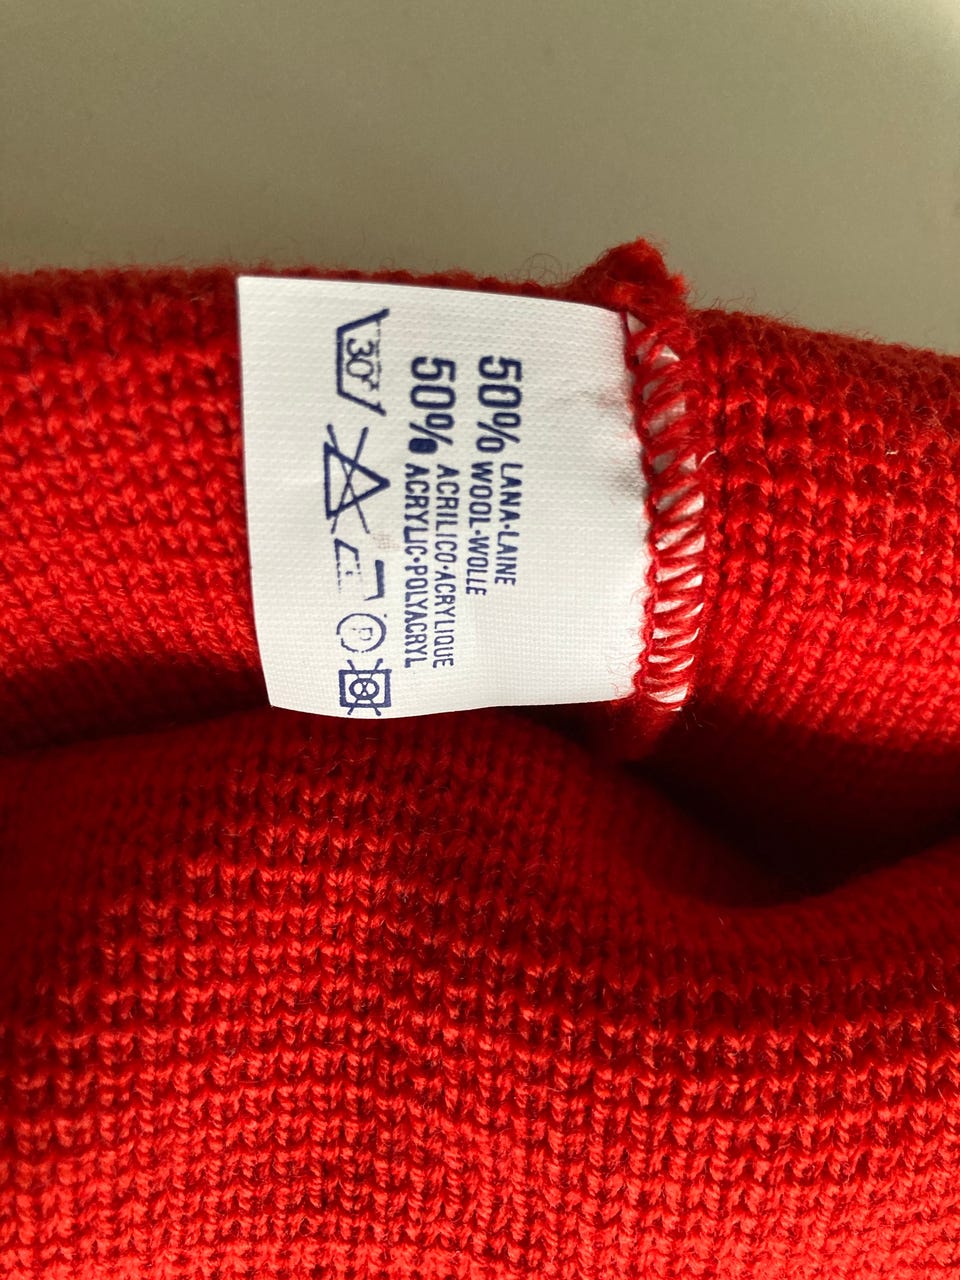 50% LANA·LAINE
WOOL·WOLLE
50% ACRILICO·ACRYLIQUE
ACRYLIC·POLYACRYL
30°
P